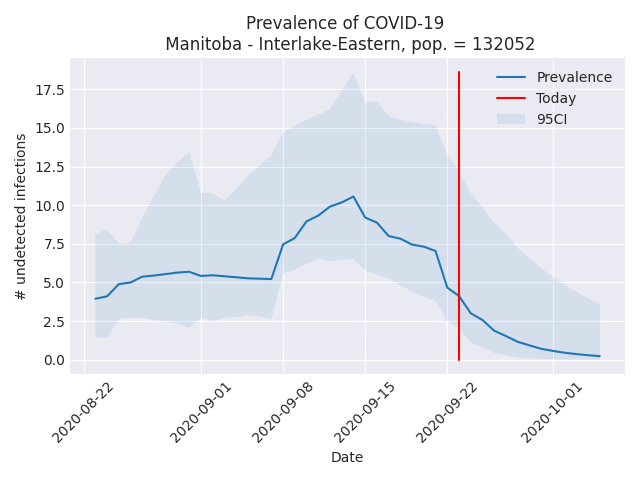 Prevalence of COVID-19
Manitoba - Interlake-Eastern, pop. = 132052
Prevalence
Today
95CI
# undetected infections
17.5
15.0
12.5
10.0
7.5
5.0
2.5
0.0
2020-08-22
2020-09-01
2020-09-08
2020-09-15
2020-09-22
2020-10-01
Date